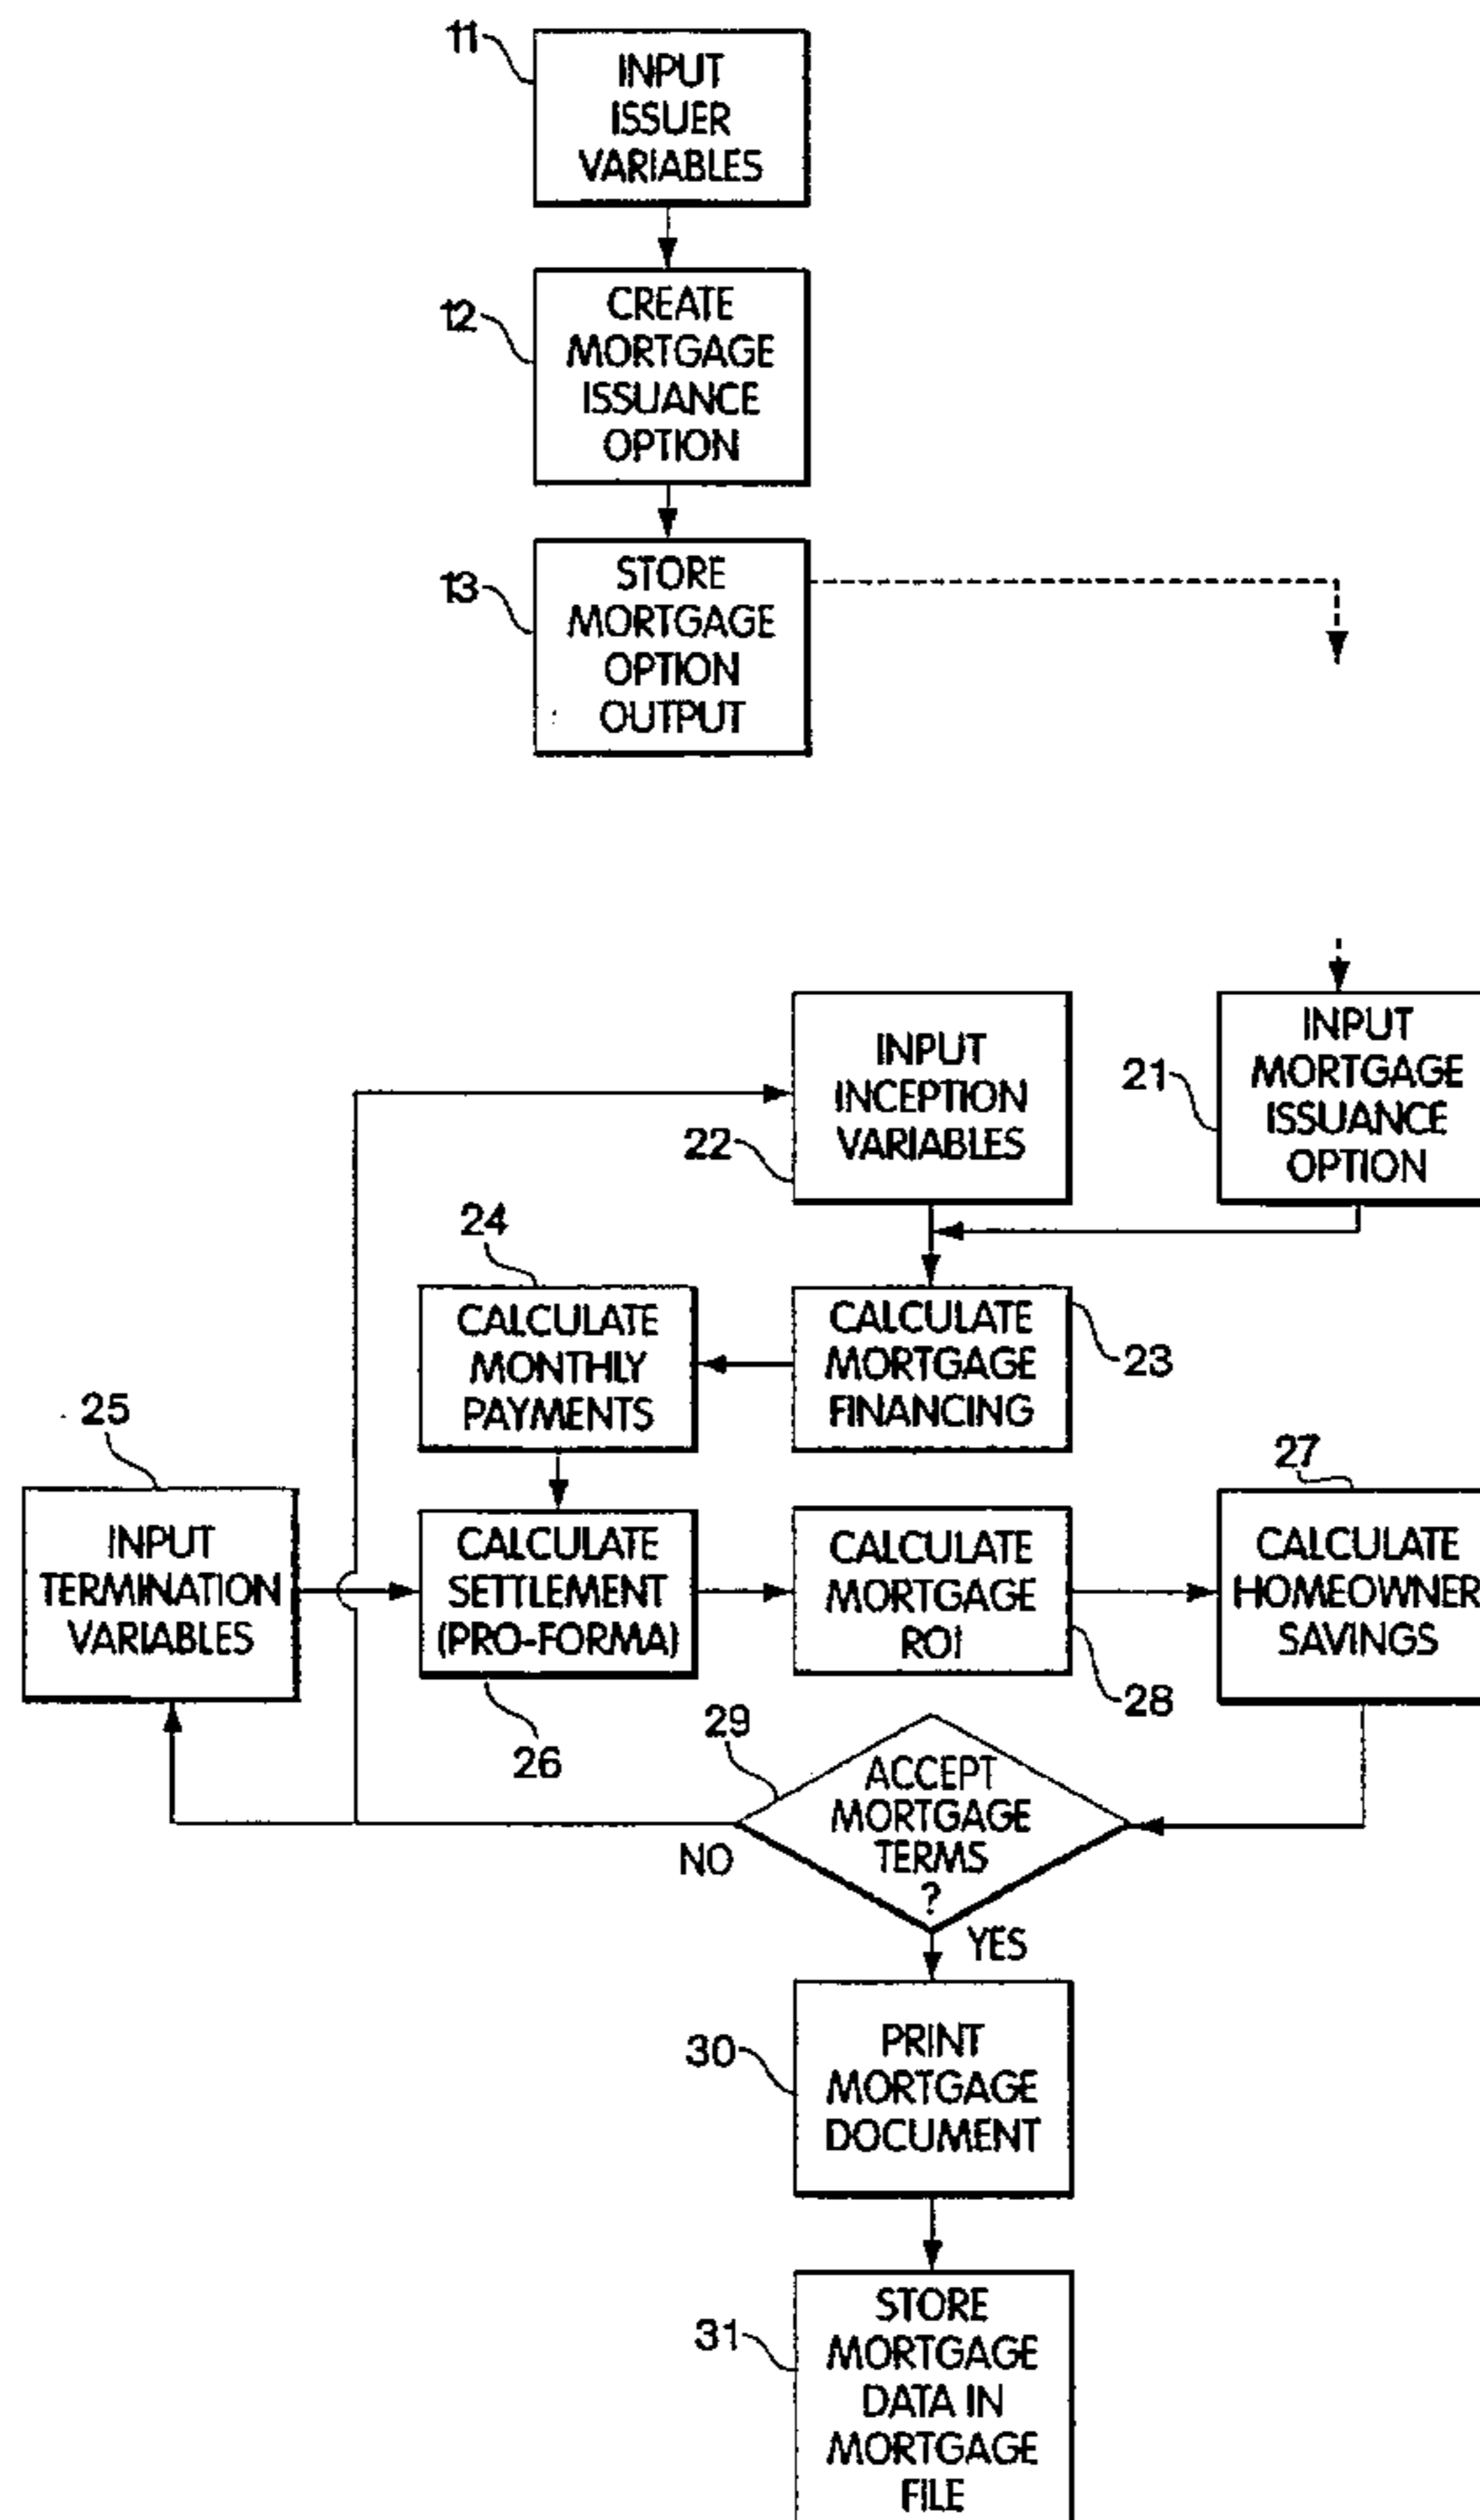 11
INPUT
ISSUER
VARIABLES
12
CREATE
MORTGAGE
ISSUANCE
OPTION
13
STORE
MORTGAGE
OPTION
OUTPUT
INPUT
INCEPTION
VARIABLES
22
INPUT
MORTGAGE
ISSUANCE
OPTION
21
24
CALCULATE
MONTHLY
PAYMENTS
CALCULATE
MORTGAGE
FINANCING
23
25
INPUT
TERMINATION
VARIABLES
CALCULATE
SETTLEMENT
(PRO-FORMA)
26
CALCULATE
MORTGAGE
ROI
28
27
CALCULATE
HOMEOWNER
SAVINGS
29
ACCEPT
MORTGAGE
TERMS
?
NO
YES
30
PRINT
MORTGAGE
DOCUMENT
31
STORE
MORTGAGE
DATA IN
MORTGAGE
FILE